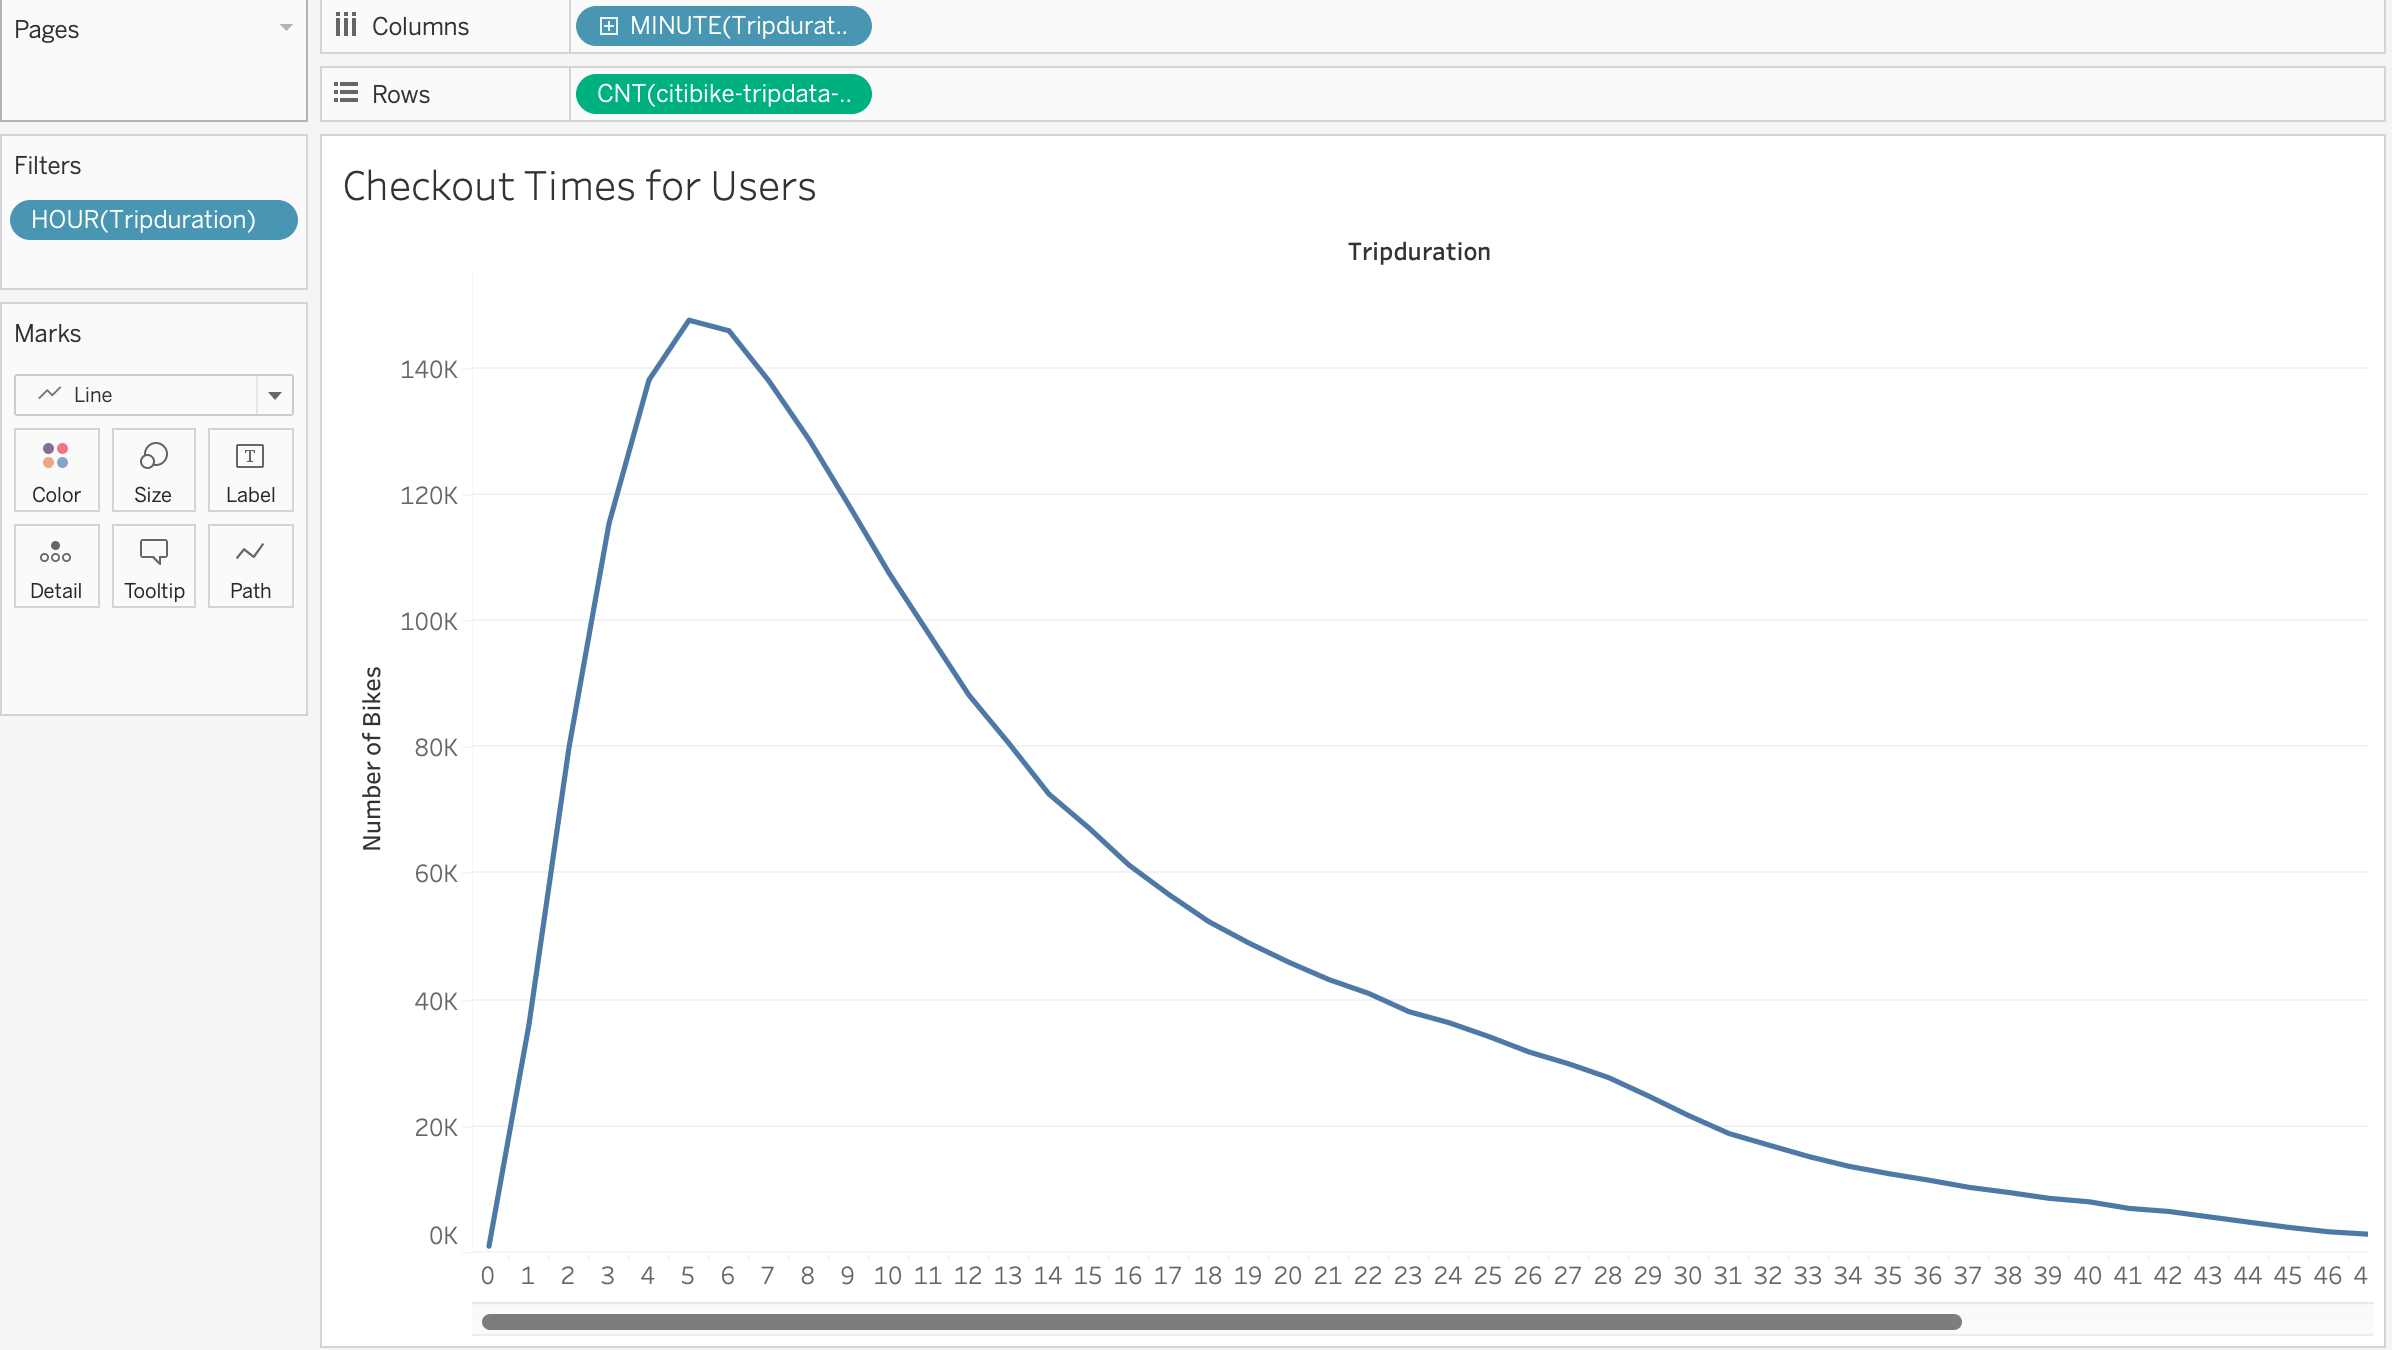 Pages
Columns
MINUTE(Tripdurat..
Rows
CNT(citibike-tripdata-..
Filters
HOUR(Tripduration)
Marks
Line
Color
Size
Label
Detail
Tooltip
Path
Checkout Times for Users
Tripduration
Number of Bikes
140K
120K
100K
80K
60K
40K
20K
0K
0 1 2 3 4 5 6 7 8 9 10 11 12 13 14 15 16 17 18 19 20 21 22 23 24 25 26 27 28 29 30 31 32 33 34 35 36 37 38 39 40 41 42 43 44 45 46 4